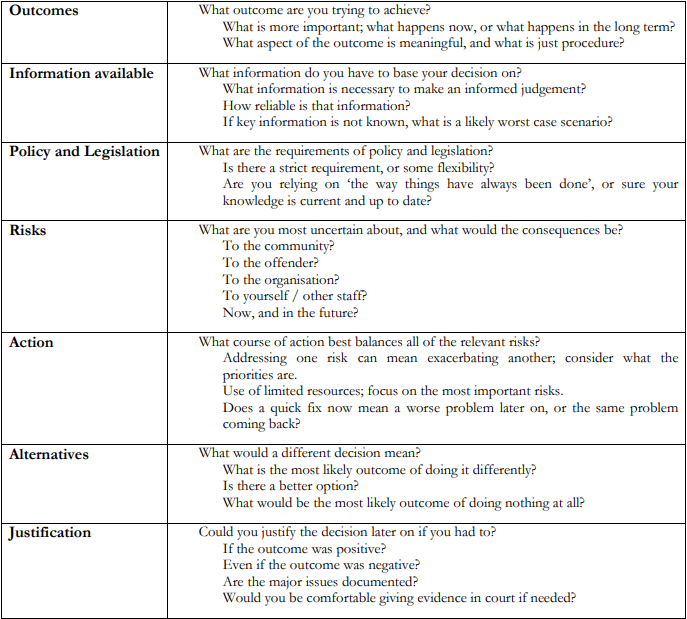 Outcomes
What outcome are you trying to achieve?
What is more important; what happens now, or what happens in the long term?
What aspect of the outcome is meaningful, and what is just procedure?
Information available
What information do you have to base your decision on?
What information is necessary to make an informed judgement?
How reliable is that information?
If key information is not known, what is a likely worst case scenario?
Policy and Legislation
What are the requirements of policy and legislation?
Is there a strict requirement, or some flexibility?
Are you relying on ‘the way things have always been done’, or sure your
knowledge is current and up to date?
Risks
What are you most uncertain about, and what would the consequences be?
To the community?
To the offender?
To the organisation?
To yourself / other staff?
Now, and in the future?
Action
What course of action best balances all of the relevant risks?
Addressing one risk can mean exacerbating another; consider what the
priorities are.
Use of limited resources; focus on the most important risks.
Does a quick fix now mean a worse problem later on, or the same problem
coming back?
Alternatives
What would a different decision mean?
What is the most likely outcome of doing it differently?
Is there a better option?
What would be the most likely outcome of doing nothing at all?
Justification
Could you justify the decision later on if you had to?
If the outcome was positive?
Even if the outcome was negative?
Are the major issues documented?
Would you be comfortable giving evidence in court if needed?